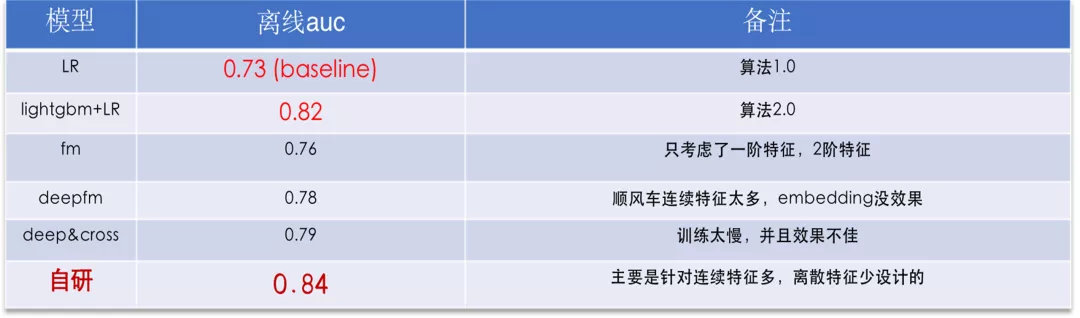 模型 离线auc 备注
LR 0.73 (baseline) 算法1.0
lightgbm+LR 0.82 算法2.0
fm 0.76 只考虑了一阶特征，2阶特征
deepfm 0.78 顺风车连续特征太多，embedding没效果
deep&cross 0.79 训练太慢，并且效果不佳
自研 0.84 主要是针对连续特征多，离散特征少设计的